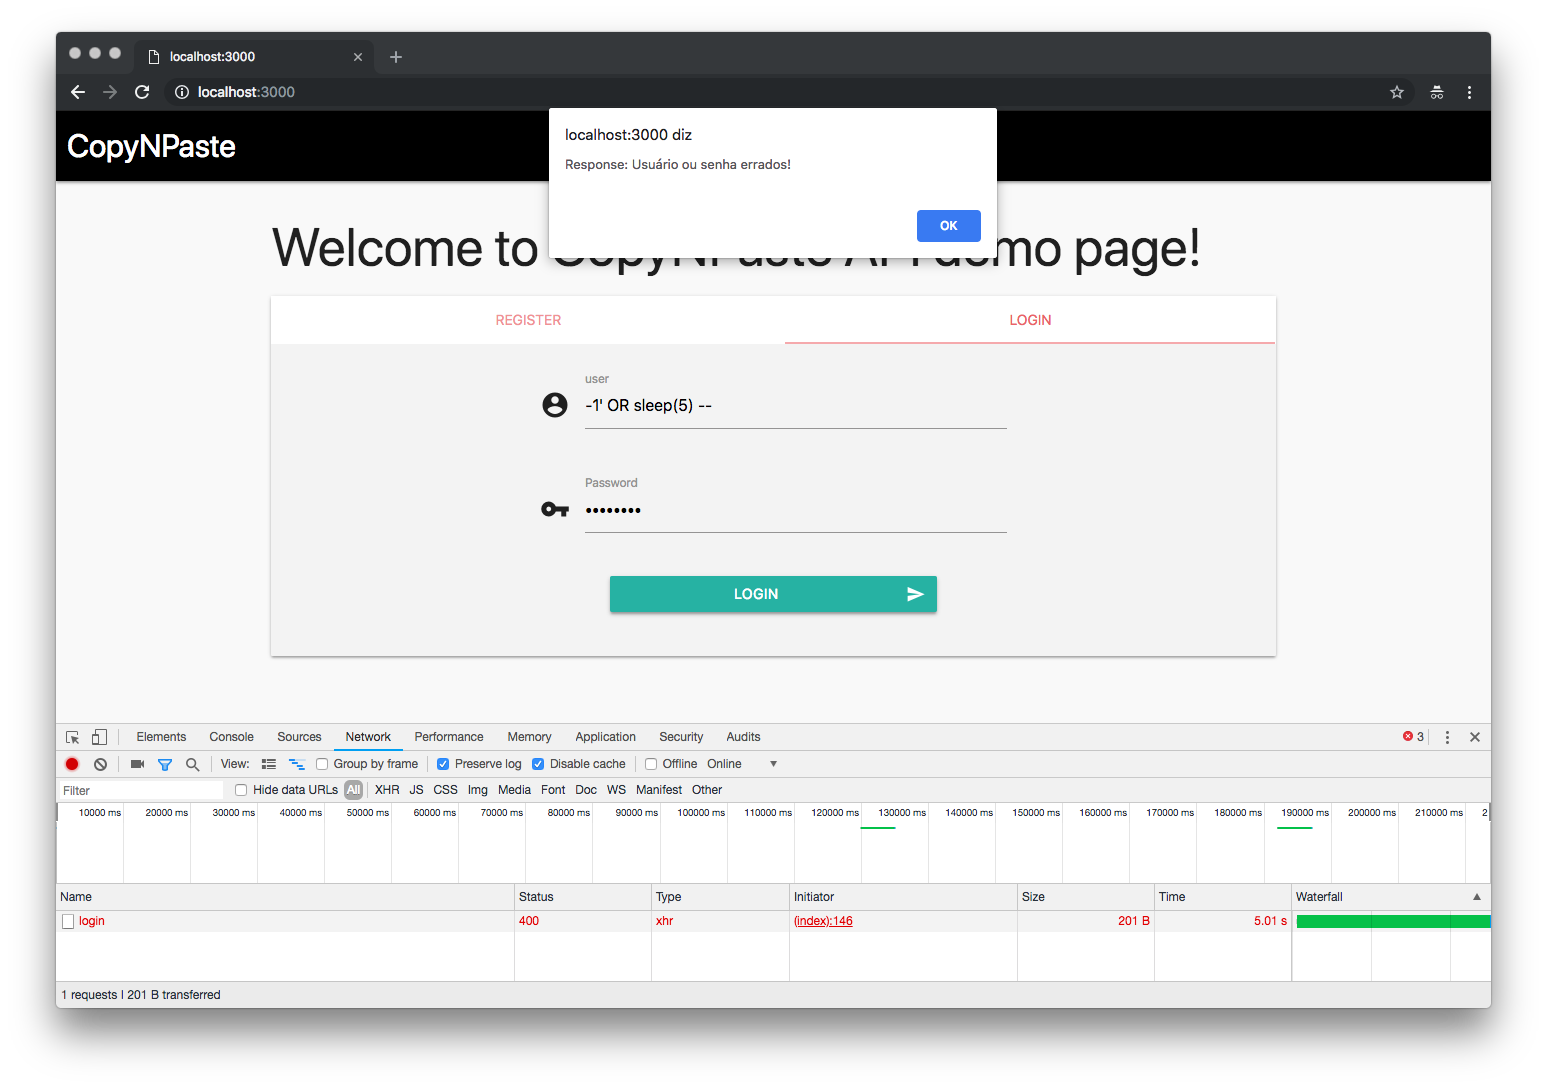 localhost:3000
localhost:3000
CopyNPaste
localhost:3000 diz
Response: Usuário ou senha errados!
OK
Welcome to CopyNPaste API demo page!
REGISTER LOGIN
user
-1' OR sleep(5) --
Password
••••••••
LOGIN
Elements Console Sources Network Performance Memory Application Security Audits 3
View: Group by frame Preserve log Disable cache Offline Online
Filter Hide data URLs All XHR JS CSS Img Media Font Doc WS Manifest Other
10000 ms 20000 ms 30000 ms 40000 ms 50000 ms 60000 ms 70000 ms 80000 ms 90000 ms 100000 ms 110000 ms 120000 ms 130000 ms 140000 ms 150000 ms 160000 ms 170000 ms 180000 ms 190000 ms 200000 ms 210000 ms 2
Name Status Type Initiator Size Time Waterfall
login 400 xhr (index):146 201 B 5.01 s
1 requests | 201 B transferred